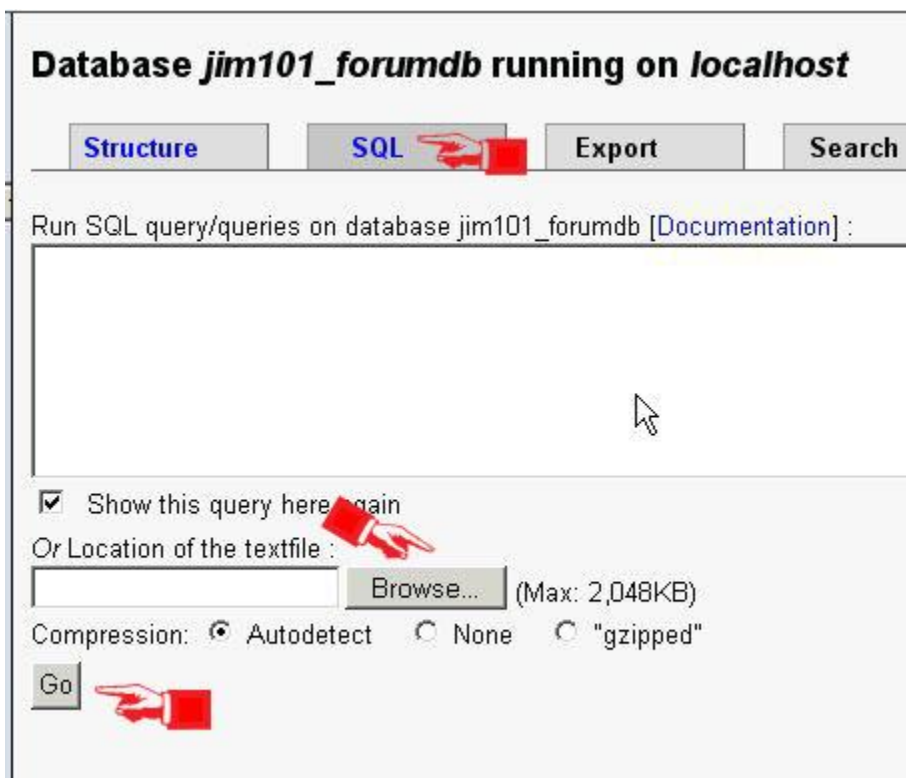 Database jim101_forumdb running on localhost
Structure SQL Export Search
Run SQL query/queries on database jim101_forumdb [Documentation] :
Show this query here again
Or Location of the textfile :
Browse... (Max: 2,048KB)
Compression: Autodetect None "gzipped"
Go